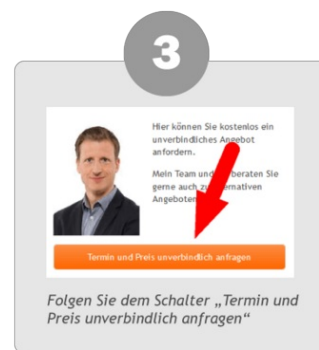 3
Hier können Sie kostenlos ein
unverbindliches Angebot
anfordern.
Mein Team und beraten Sie
gerne auch zu
Angeboten
Termin und Preis unverbindlich anfragen
Folgen Sie dem Schalter „Termin und
Preis unverbindlich anfragen“